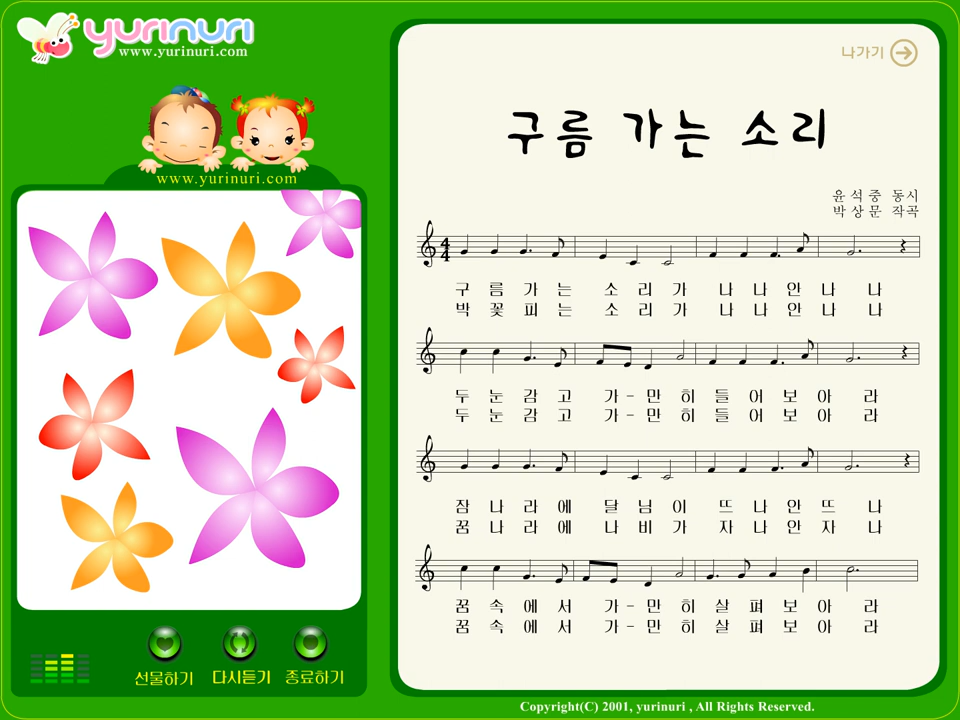 yurinuri
www.yurinuri.com
www.yurinuri.com
나가기
구름 가는 소리
윤석중 동시
박상문 작곡
4
4
구 름 가 는 소 리 가 나 나 안 나 나
박 꽃 피 는 소 리 가 나 나 안 나 나
두 눈 감 고 가 - 만 히 들 어 보 아 라
두 눈 감 고 가 - 만 히 들 어 보 아 라
잠 나 라 에 달 님 이 뜨 나 안 뜨 나
꿈 나 라 에 나 비 가 자 나 안 자 나
꿈 속 에 서 가 - 만 히 살 펴 보 아 라
꿈 속 에 서 가 - 만 히 살 펴 보 아 라
선물하기 다시듣기 종료하기
Copyright(C) 2001, yurinuri , All Rights Reserved.